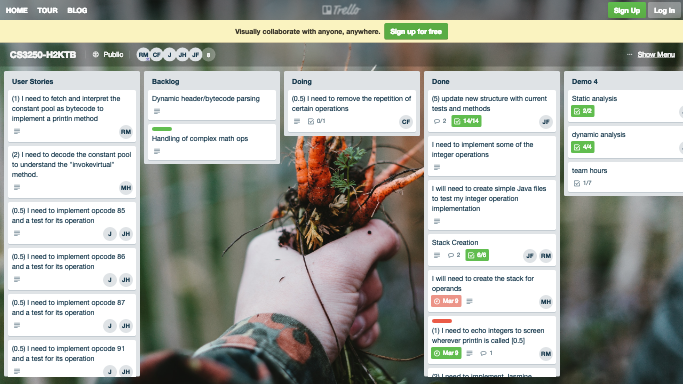 HOME TOUR BLOG
Trello
Sign Up
Log In
Visually collaborate with anyone, anywhere.
Sign up for free
CS3250-H2KTB
Public
RM CF J JH JF 8
··· Show Menu
User Stories
(1) I need to fetch and interpret the
constant pool as bytecode to
implement a println method
RM
(2) I need to decode the constant pool
to understand the "invokevirtual"
method.
MH
(0.5) I need to implement opcode 85
and a test for its operation
J JH
(0.5) I need to implement opcode 86
and a test for its operation
J JH
(0.5) I need to implement opcode 87
and a test for its operation
J JH
(0.5) I need to implement opcode 91
and a test for its operation
J JH
Backlog
Dynamic header/bytecode parsing
Handling of complex math ops
Doing
(0.5) I need to remove the repetition of
certain operations
0/1
CF
Done
(5) update new structure with current
tests and methods
2 14/14
JF
I need to implement some of the
integer operations
I will need to create simple Java files
to test my integer operation
implementation
Stack Creation
2 6/6
JF RM
I will need to create the stack for
operands
Mar 9
MH
(1) I need to echo integers to screen
wherever println is called [0.5]
Mar 9 1
RM
(2) I need to implement Jasmine
Demo 4
Static analysis
2/2
dynamic analysis
4/4
team hours
1/7